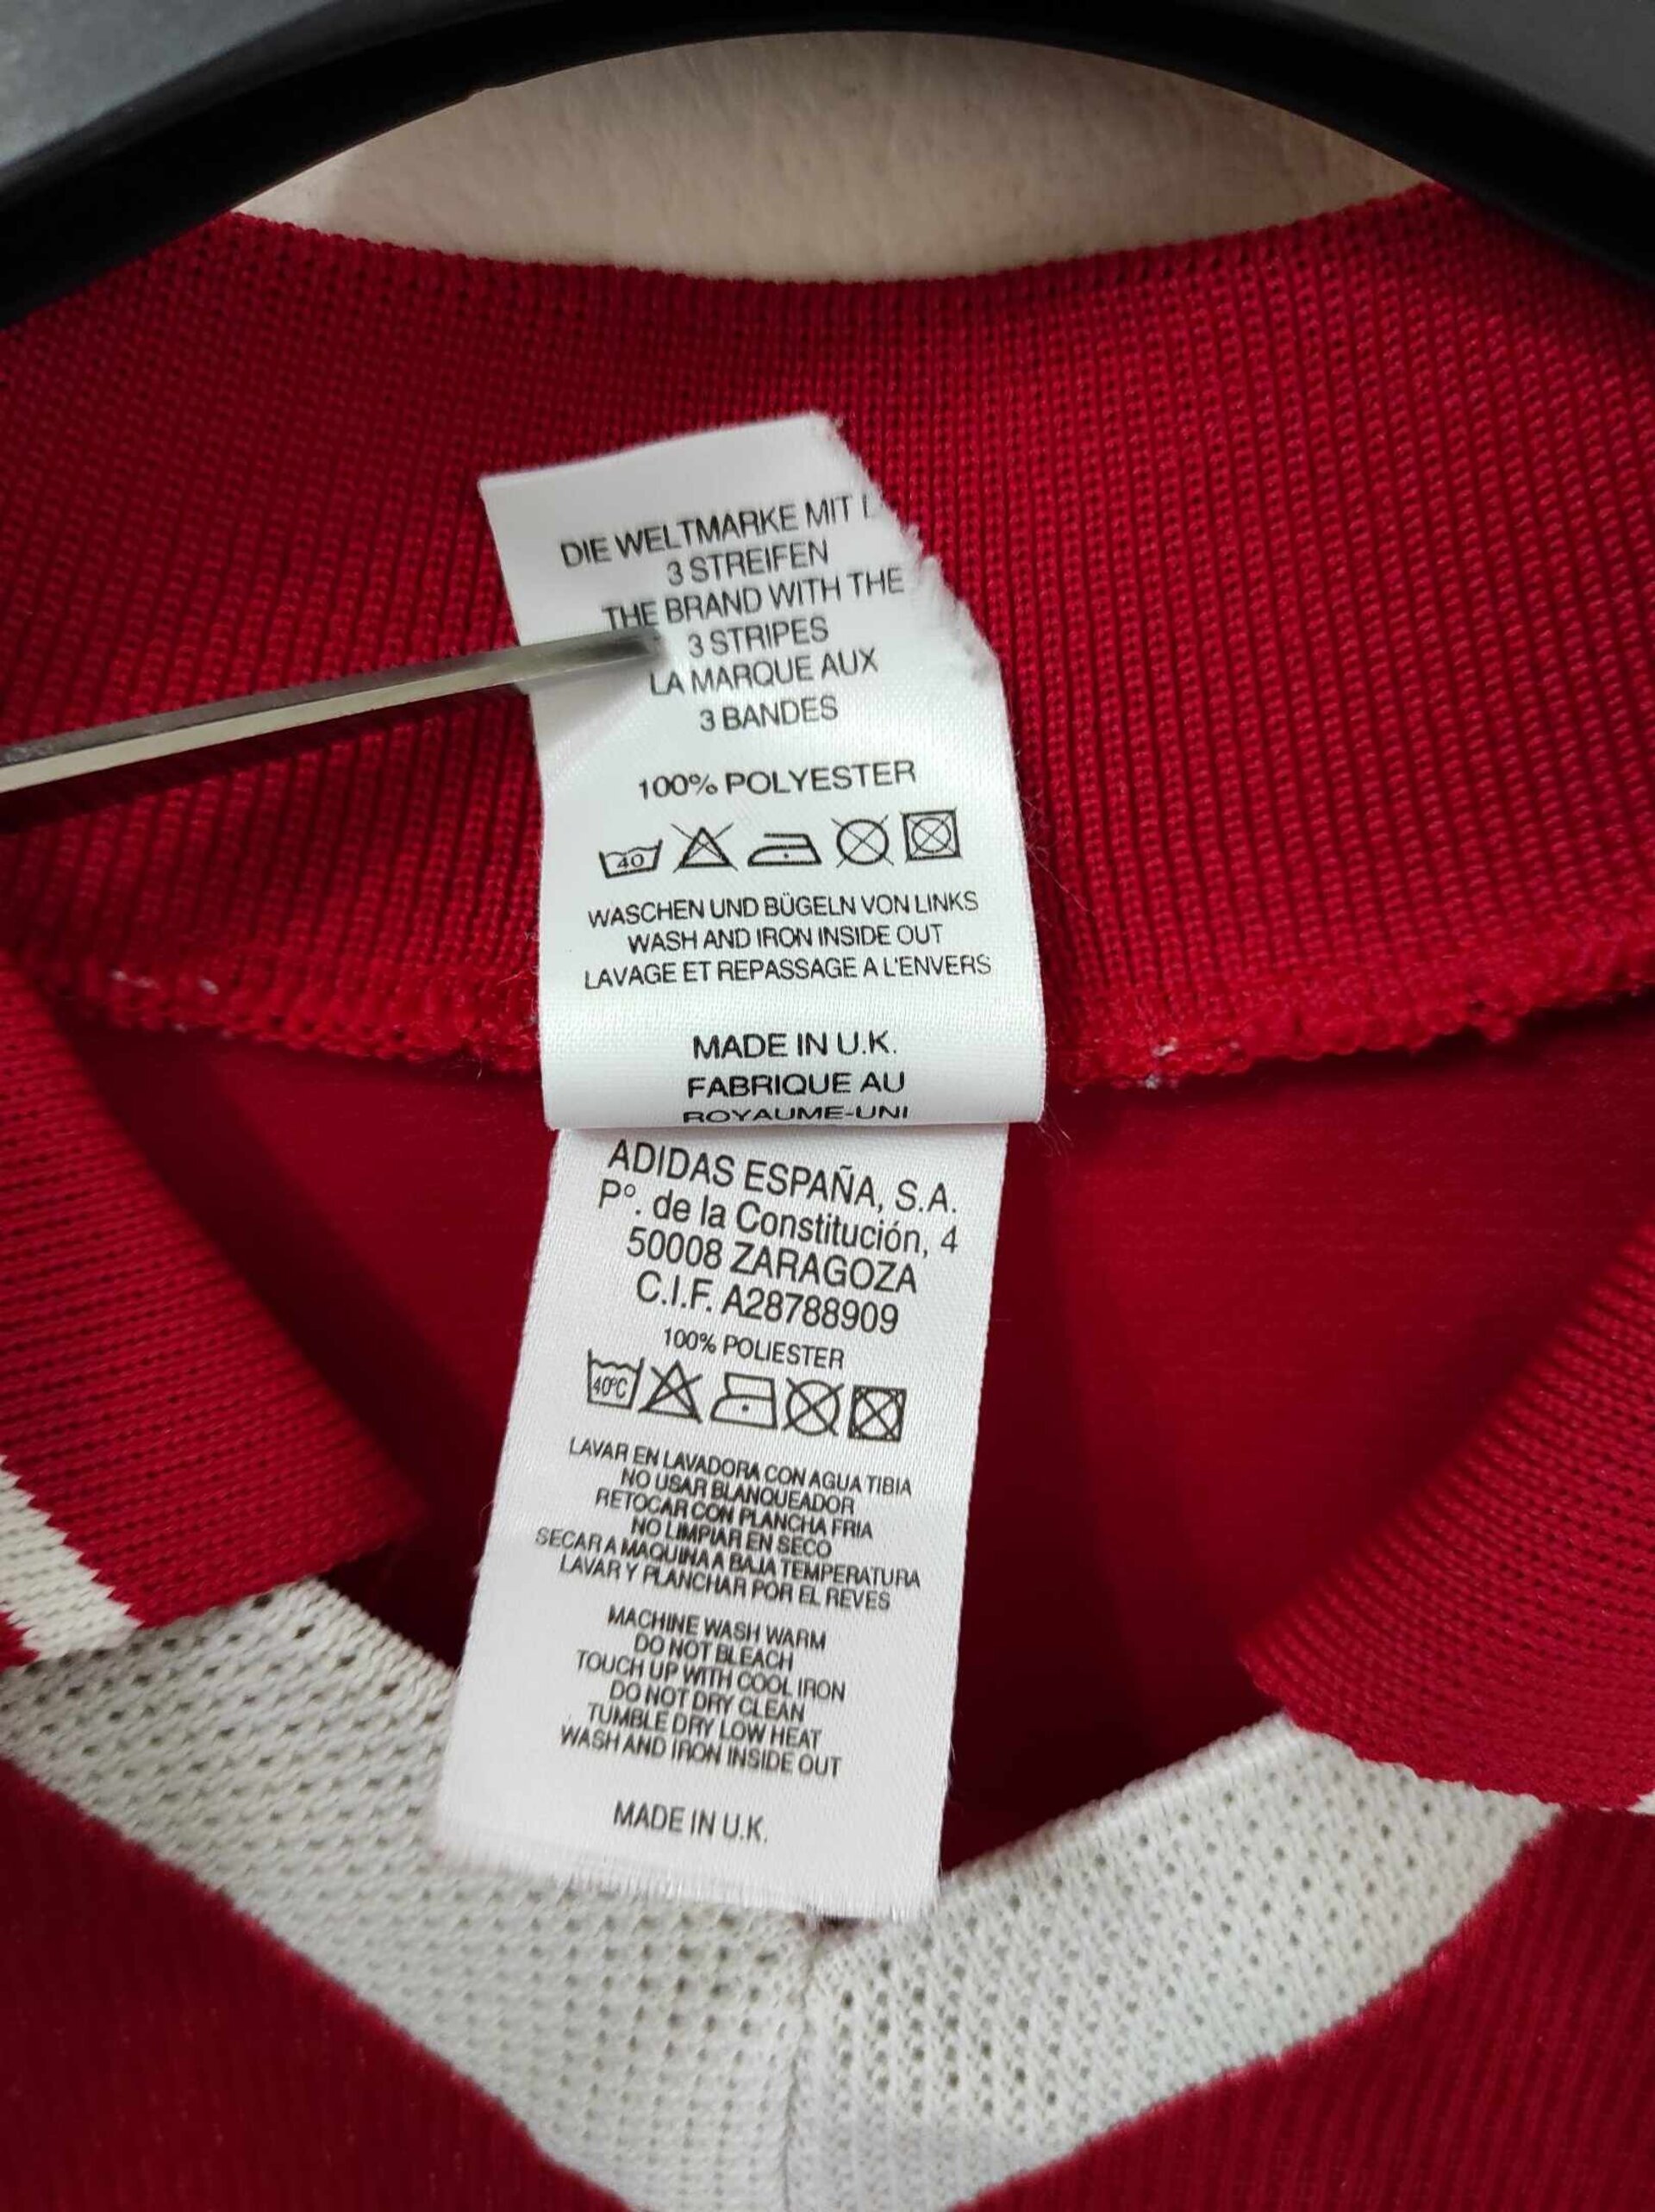 DIE WELTMARKE MIT
3 STREIFEN
THE BRAND WITH THE
3 STRIPES
LA MARQUE AUX
3 BANDES
100% POLYESTER
40
WASCHEN UND BÜGELN VON LINKS
WASH AND IRON INSIDE OUT
LAVAGE ET REPASSAGE A L'ENVERS
MADE IN U.K.
FABRIQUE AU
ROYAUME-UNI
ADIDAS ESPAÑA, S.A.
Pº. de la Constitución, 4
50008 ZARAGOZA
C.I.F. A28788909
100% POLIESTER
40ºC
LAVAR EN LAVADORA CON AGUA TIBIA
NO USAR BLANQUEADOR
RETOCAR CON PLANCHA FRIA
NO LIMPIAR EN SECO
SECAR A MAQUINA A BAJA TEMPERATURA
LAVAR Y PLANCHAR POR EL REVES
MACHINE WASH WARM
DO NOT BLEACH
TOUCH UP WITH COOL IRON
DO NOT DRY CLEAN
TUMBLE DRY LOW HEAT
WASH AND IRON INSIDE OUT
MADE IN U.K.